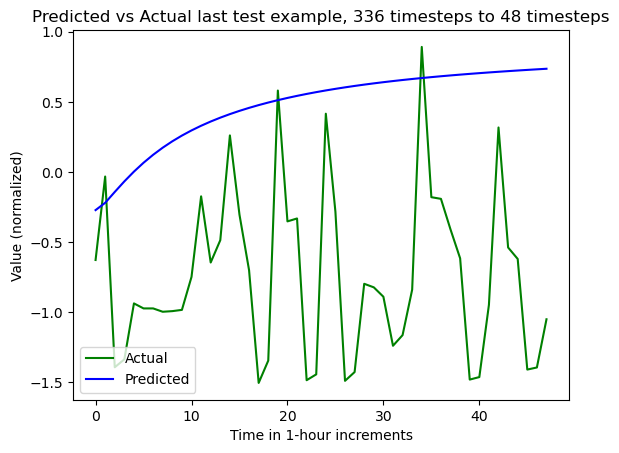 Predicted vs Actual last test example, 336 timesteps to 48 timesteps
Value (normalized)
1.0
0.5
0.0
−0.5
−1.0
−1.5
Actual
Predicted
0 10 20 30 40
Time in 1-hour increments